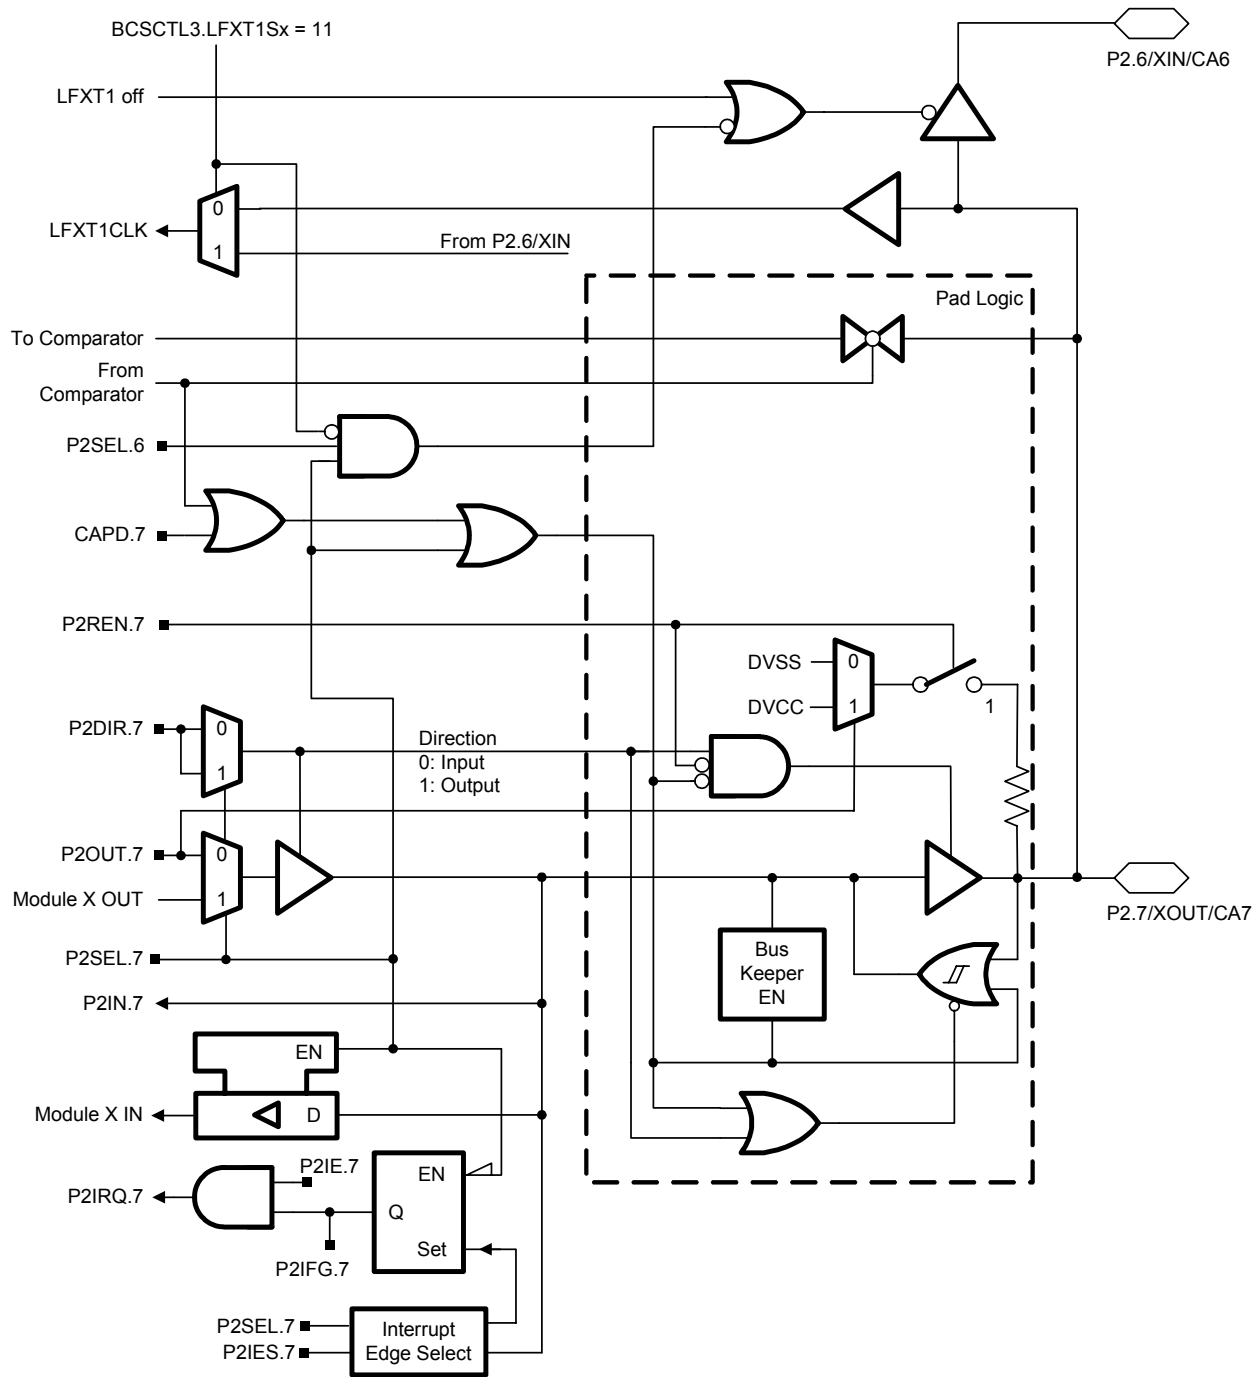 BCSCTL3.LFXT1Sx = 11
P2.6/XIN/CA6
LFXT1 off
0
LFXT1CLK
1
From P2.6/XIN
Pad Logic
To Comparator
From
Comparator
P2SEL.6
CAPD.7
P2REN.7
DVSS
0
DVCC
1
1
P2DIR.7
0
1
Direction
0: Input
1: Output
P2OUT.7
0
Module X OUT
1
P2.7/XOUT/CA7
P2SEL.7
Bus
Keeper
EN
P2IN.7
EN
Module X IN
D
P2IE.7
EN
P2IRQ.7
Q
Set
P2IFG.7
P2SEL.7
P2IES.7
Interrupt
Edge Select